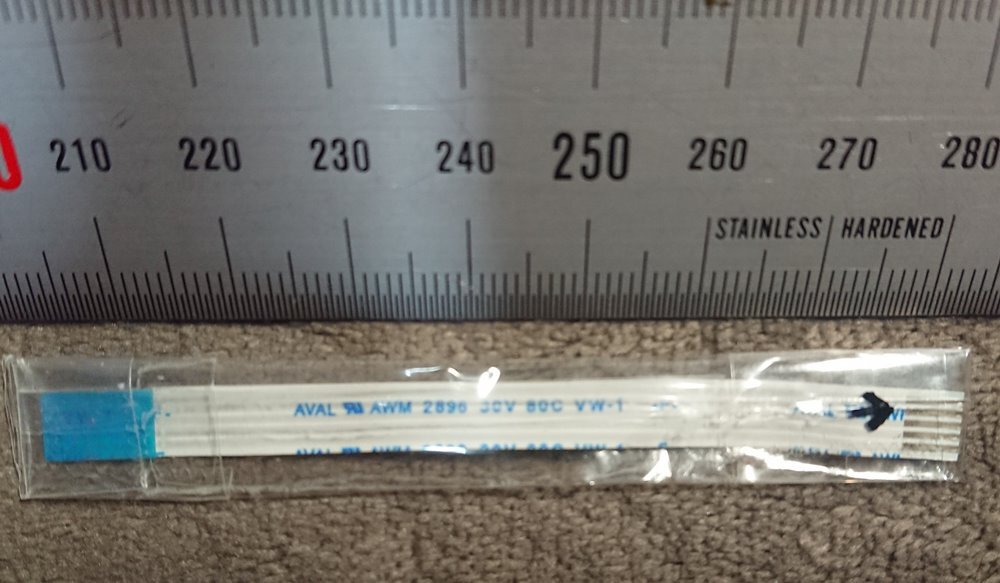 210 220 230 240 250 260 270 280
STAINLESS HARDENED
AVAL AWM 2896 30V 80C VW-1